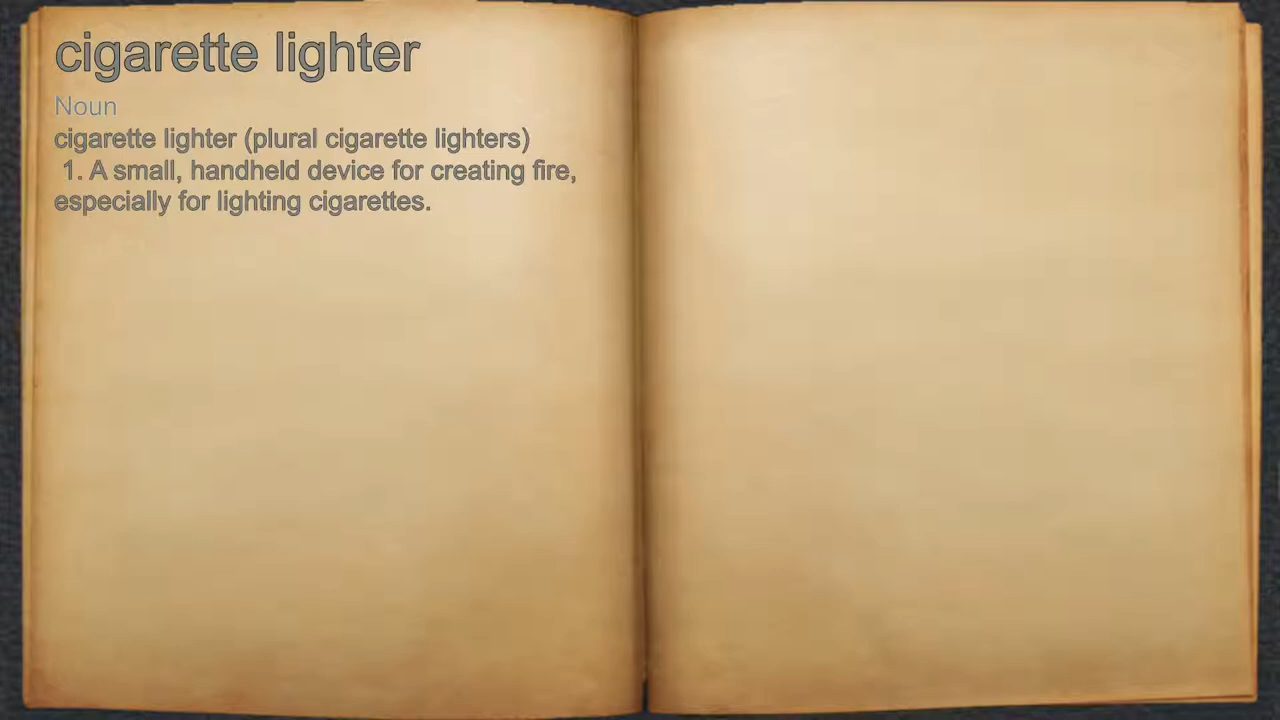 cigarette lighter
Noun
cigarette lighter (plural cigarette lighters)
1. A small, handheld device for creating fire,
especially for lighting cigarettes.